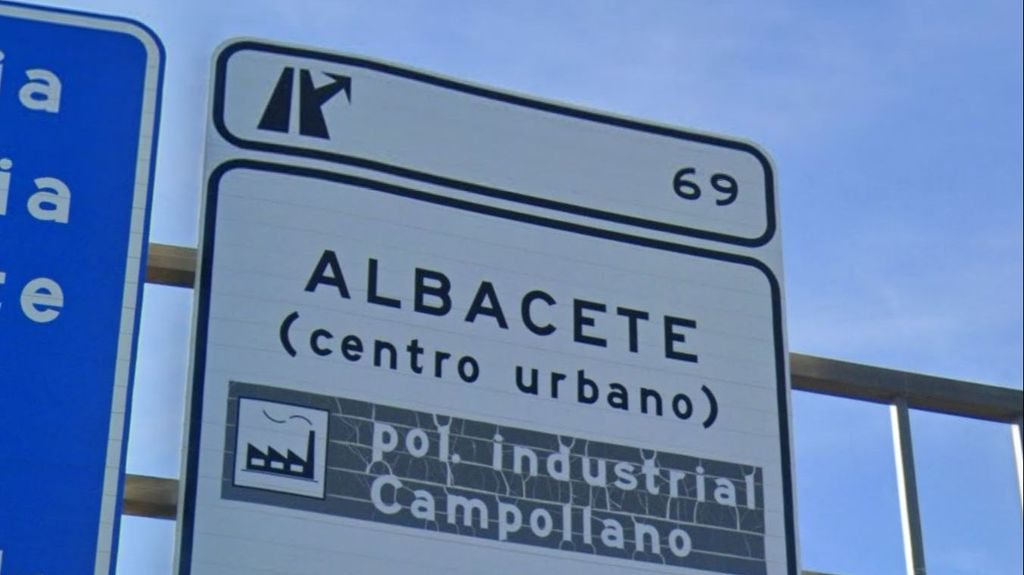 69
ALBACETE
(centro urbano)
pol. industrial
Campollano